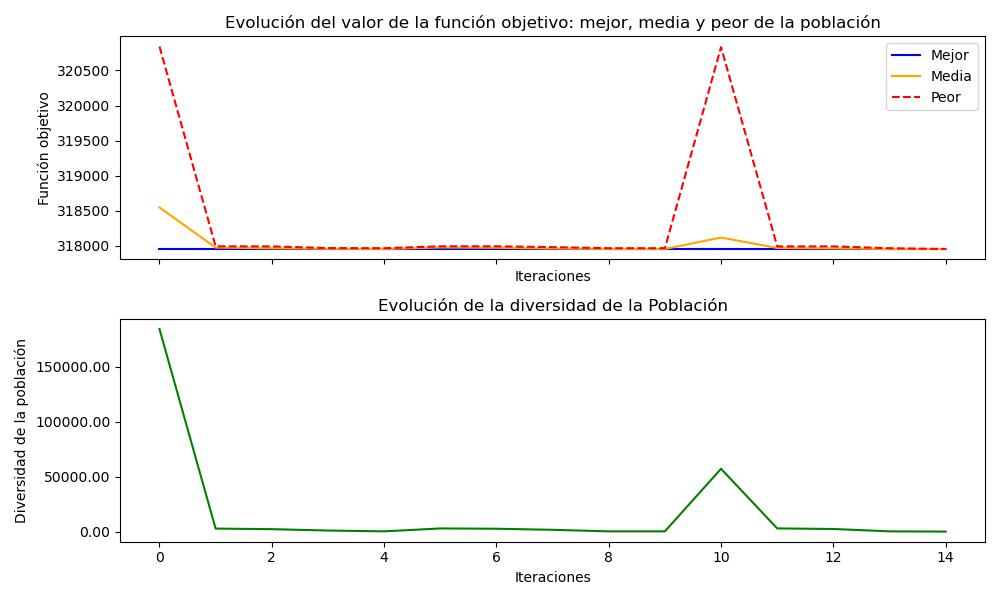 Evolución del valor de la función objetivo: mejor, media y peor de la población
320500
320000
319500
319000
318500
318000
Función objetivo
Mejor
Media
Peor
Iteraciones
Evolución de la diversidad de la Población
150000.00
100000.00
50000.00
0.00
Diversidad de la población
0 2 4 6 8 10 12 14
Iteraciones